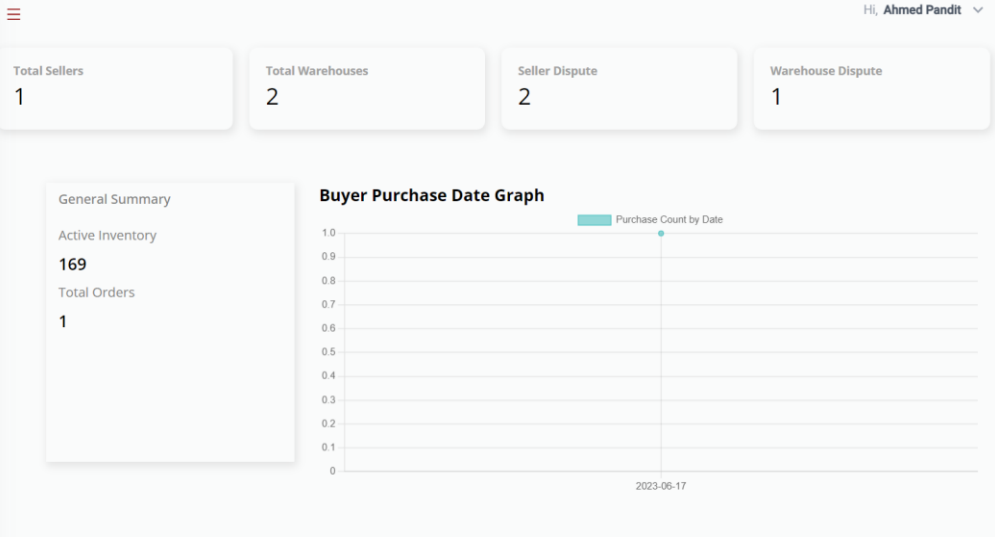 Hi, Ahmed Pandit
Total Sellers
1
Total Warehouses
2
Seller Dispute
2
Warehouse Dispute
1
General Summary
Active Inventory
169
Total Orders
1
Buyer Purchase Date Graph
Purchase Count by Date
1.0
0.9
0.8
0.7
0.6
0.5
0.4
0.3
0.2
0.1
0
2023-06-17